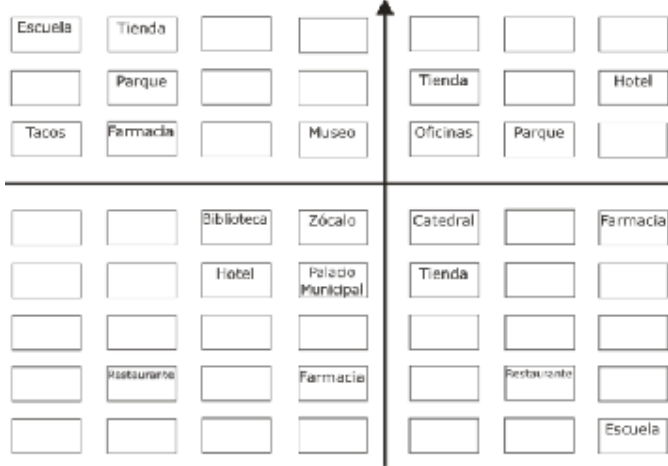 Escuela Tienda
Parque Tienda Hotel
Tacos Farmacia Museo Oficinas Parque
Biblioteca Zócalo Catedral Farmacia
Hotel Palacio Tienda
Municipal
Restaurante Farmacia Restaurante
Escuela